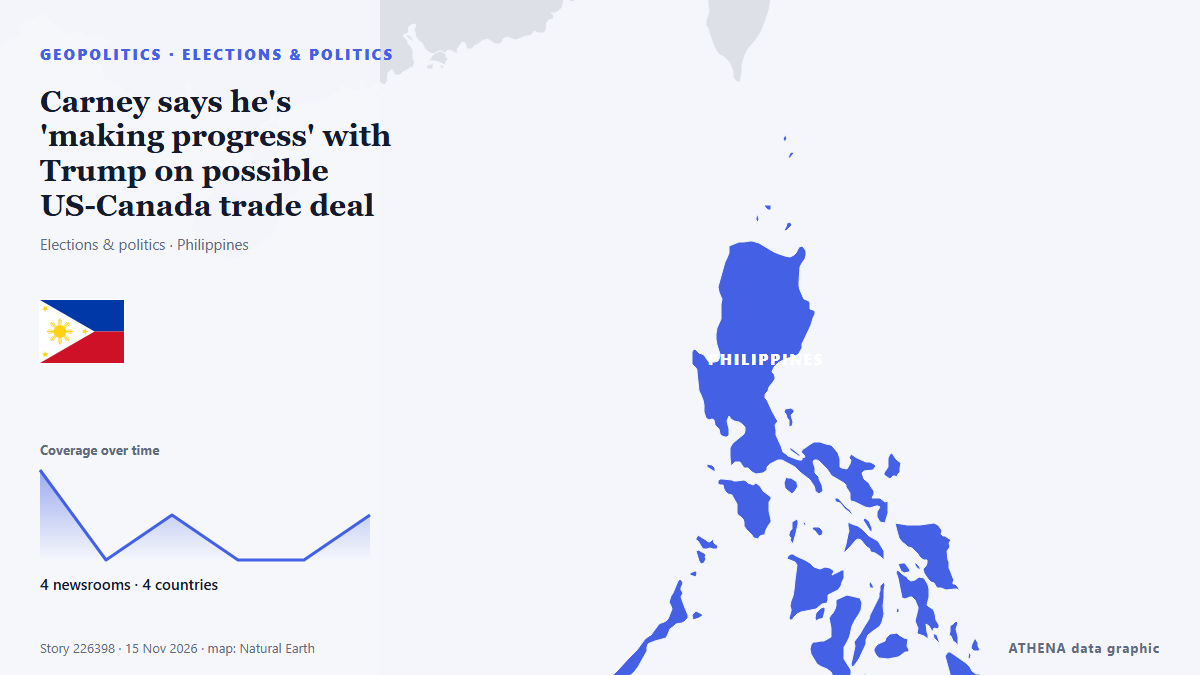 GEOPOLITICS · ELECTIONS & POLITICS
Carney says he's
'making progress' with
Trump on possible
US-Canada trade deal
Elections & politics · Philippines
PHILIPPINES
Coverage over time
4 newsrooms · 4 countries
Story 226398 · 15 Nov 2026 · map: Natural Earth
ATHENA data graphic